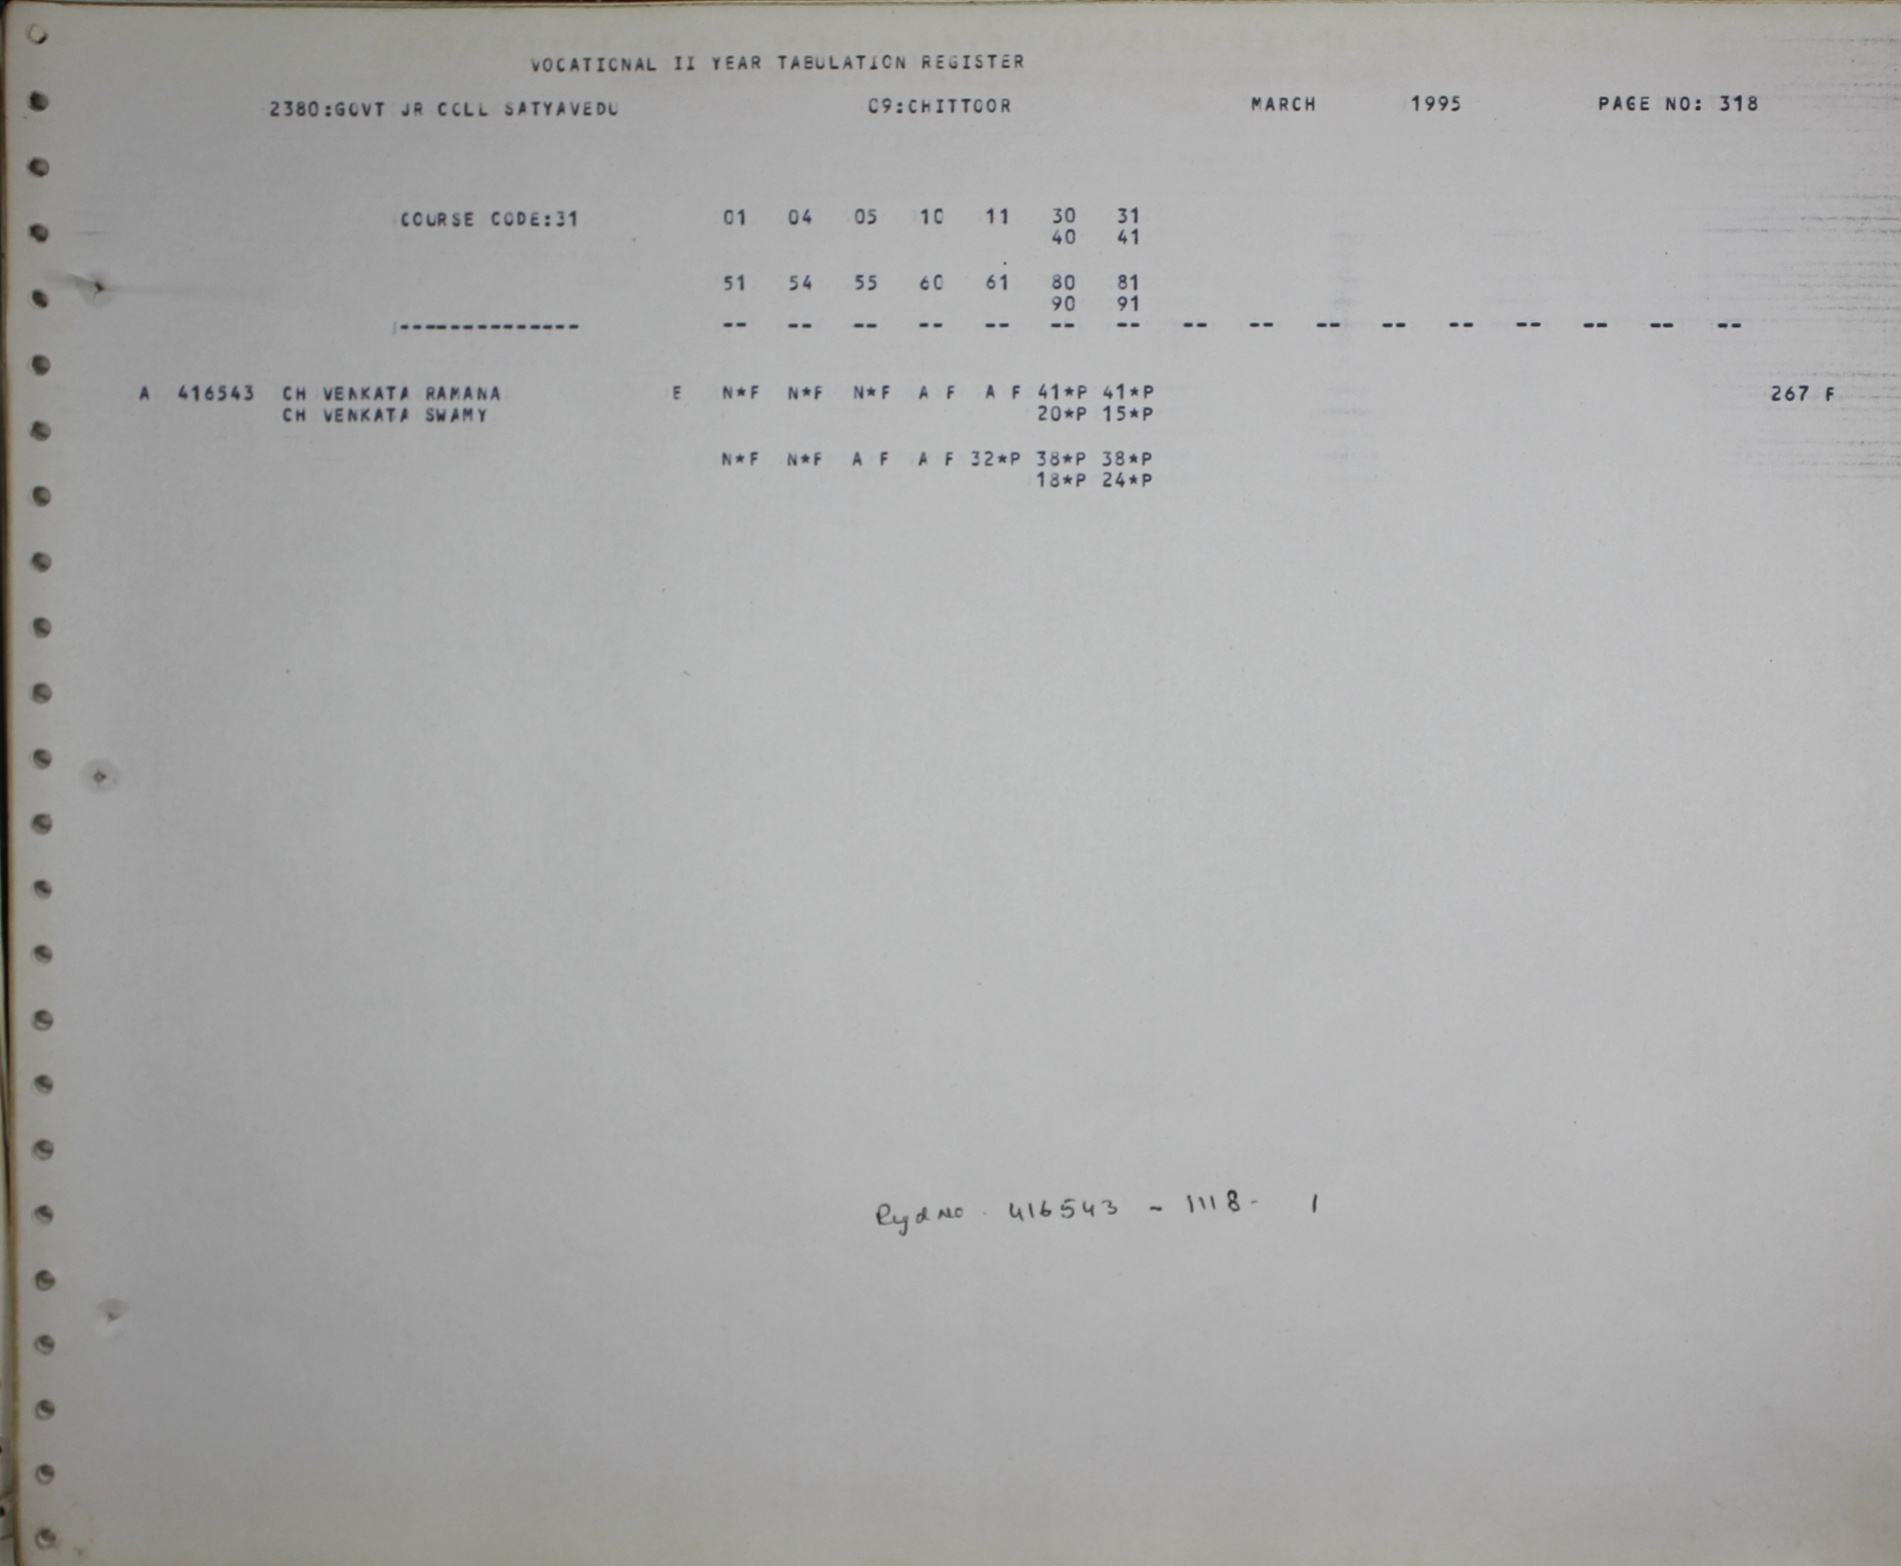 VOCATIONAL II YEAR TABULATION REGISTER
2380:GOVT JR COLL SATYAVEDU 09:CHITTOOR MARCH 1995 PAGE NO: 318
COURSE CODE:31 01 04 05 10 11 30 31
40 41
51 54 55 60 61 80 81
90 91
-------------- -- -- -- -- -- -- -- -- -- -- -- -- -- -- -- --
A 416543 CH VENKATA RAMANA E N*F N*F N*F A F A F 41*P 41*P 267 F
CH VENKATA SWAMY 20*P 15*P
N*F N*F A F A F 32*P 38*P 38*P
18*P 24*P
RegdNo. 416543 - 1118- 1